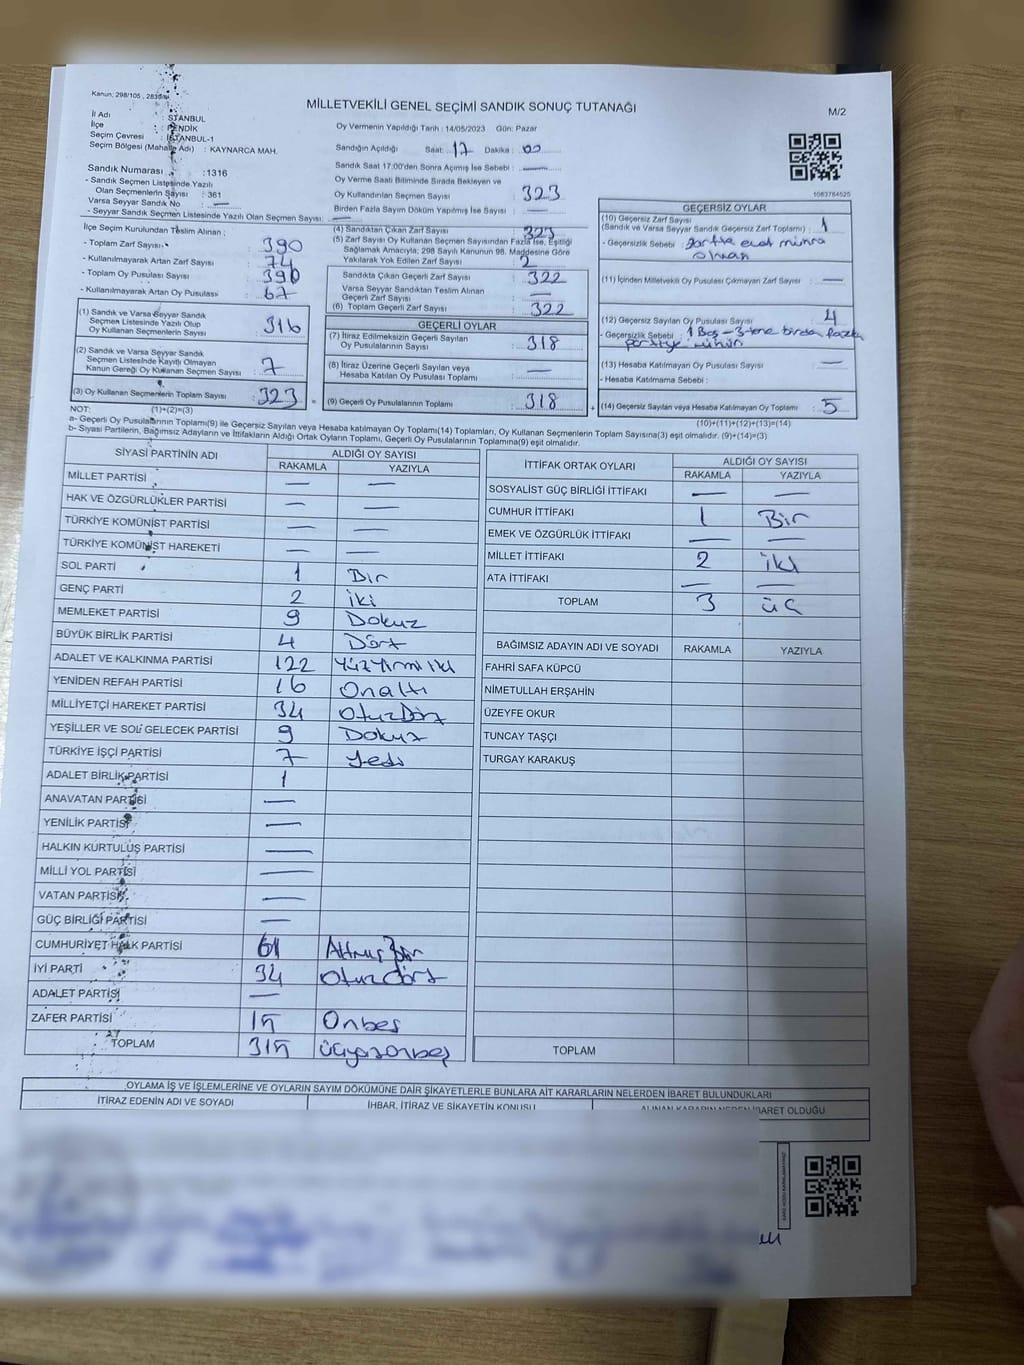 Kanun; 298/105 , 2839/
MİLLETVEKİLİ GENEL SEÇİMİ SANDIK SONUÇ TUTANAĞI
M/2
İl Adı : İSTANBUL
İlçe : PENDİK
Seçim Çevresi : İSTANBUL-1
Seçim Bölgesi (Mahalle Adı) : KAYNARCA MAH.
Oy Vermenin Yapıldığı Tarih : 14/05/2023 Gün: Pazar
Sandığın Açıldığı Saat: 17 Dakika : 00
Sandık Saat 17:00'den Sonra Açımış İse Sebebi : —
Oy Verme Saati Bitiminde Sırada Bekleyen ve
Oy Kullandırılan Seçmen Sayısı : 323
Birden Fazla Sayım Döküm Yapılmış İse Sayısı : —
Sandık Numarası : 1316
- Sandık Seçmen Listesinde Yazılı
Olan Seçmenlerin Sayısı : 361
Varsa Seyyar Sandık No : —
- Seyyar Sandık Seçmen Listesinde Yazılı Olan Seçmen Sayısı : —
İlçe Seçim Kurulundan Teslim Alınan ;
- Toplam Zarf Sayısı : 390
- Kullanılmayarak Artan Zarf Sayısı : 74
- Toplam Oy Pusulası Sayısı : 390
- Kullanılmayarak Artan Oy Pusulası : 67
(1) Sandık ve Varsa Seyyar Sandık
Seçmen Listesinde Yazılı Olup
Oy Kullanan Seçmenlerin Sayısı : 316
(2) Sandık ve Varsa Seyyar Sandık
Seçmen Listesinde Kayıtlı Olmayan
Kanun Gereği Oy Kullanan Seçmen Sayısı : 7
(3) Oy Kullanan Seçmenlerin Toplam Sayısı : 323
(4) Sandıktan Çıkan Zarf Sayısı : 323
(5) Zarf Sayısı Oy Kullanan Seçmen Sayısından Fazla İse, Eşitliği
Sağlamak Amacıyla; 298 Sayılı Kanunun 98. Maddesine Göre
Yakılarak Yok Edilen Zarf Sayısı : 2
Sandıkta Çıkan Geçerli Zarf Sayısı : 322
Varsa Seyyar Sandıktan Teslim Alınan
Geçerli Zarf Sayısı : —
(6) Toplam Geçerli Zarf Sayısı : 322
GEÇERLİ OYLAR
(7) İtiraz Edilmeksizin Geçerli Sayılan
Oy Pusulalarının Sayısı : 318
(8) İtiraz Üzerine Geçerli Sayılan veya
Hesaba Katılan Oy Pusulası Toplamı : —
= (9) Geçerli Oy Pusulalarının Toplamı : 318
1063764525
GEÇERSİZ OYLAR
(10) Geçersiz Zarf Sayısı
(Sandık ve Varsa Seyyar Sandık Geçersiz Zarf Toplamı) : 1
- Geçersizlik Sebebi : zarfta mühra
olman
(11) İçinden Milletvekili Oy Pusulası Çıkmayan Zarf Sayısı : —
(12) Geçersiz Sayılan Oy Pusulası Sayısı : 4
- Geçersizlik Sebebi : 1 Boş - 3 tane birden fazla
partiye mühür
(13) Hesaba Katılmayan Oy Pusulası Sayısı : —
- Hesaba Katılmama Sebebi :
+ (14) Geçersiz Sayılan veya Hesaba Katılmayan Oy Toplamı : 5
NOT: (1)+(2)=(3)
(10)+(11)+(12)+(13)=(14)
a- Geçerli Oy Pusulalarının Toplamı(9) ile Geçersiz Sayılan veya Hesaba katılmayan Oy Toplamı(14) Toplamları, Oy Kullanan Seçmenlerin Toplam Sayısına(3) eşit olmalıdır. (9)+(14)=(3)
b- Siyasi Partilerin, Bağımsız Adayların ve İttifakların Aldığı Ortak Oyların Toplamı, Geçerli Oy Pusulalarının Toplamına(9) eşit olmalıdır.
SİYASİ PARTİNİN ADI
ALDIĞI OY SAYISI
RAKAMLA YAZIYLA
MİLLET PARTİSİ — —
HAK VE ÖZGÜRLÜKLER PARTİSİ — —
TÜRKİYE KOMÜNİST PARTİSİ — —
TÜRKİYE KOMÜNİST HAREKETİ — —
SOL PARTİ 1 Bir
GENÇ PARTİ 2 iki
MEMLEKET PARTİSİ 9 Dokuz
BÜYÜK BİRLİK PARTİSİ 4 Dört
ADALET VE KALKINMA PARTİSİ 122 Yüzyirmi iki
YENİDEN REFAH PARTİSİ 16 Onaltı
MİLLİYETÇİ HAREKET PARTİSİ 34 OtuzDört
YEŞİLLER VE SOL GELECEK PARTİSİ 9 Dokuz
TÜRKİYE İŞÇİ PARTİSİ 7 Yedi
ADALET BİRLİK PARTİSİ 1
ANAVATAN PARTİSİ —
YENİLİK PARTİSİ —
HALKIN KURTULUŞ PARTİSİ —
MİLLİ YOL PARTİSİ —
VATAN PARTİSİ —
GÜÇ BİRLİĞİ PARTİSİ —
CUMHURİYET HALK PARTİSİ 61 Altmış bir
İYİ PARTİ 34 Otuzdört
ADALET PARTİSİ —
ZAFER PARTİSİ 15 Onbeş
TOPLAM 315 üçyüzonbeş
İTTİFAK ORTAK OYLARI
ALDIĞI OY SAYISI
RAKAMLA YAZIYLA
SOSYALİST GÜÇ BİRLİĞİ İTTİFAKI — —
CUMHUR İTTİFAKI 1 Bir
EMEK VE ÖZGÜRLÜK İTTİFAKI — —
MİLLET İTTİFAKI 2 iki
ATA İTTİFAKI — —
TOPLAM 3 üç
BAĞIMSIZ ADAYIN ADI VE SOYADI RAKAMLA YAZIYLA
FAHRİ SAFA KÜPCÜ
NİMETULLAH ERŞAHİN
ÜZEYFE OKUR
TUNCAY TAŞÇI
TURGAY KARAKUŞ
TOPLAM
OYLAMA İŞ VE İŞLEMLERİNE VE OYLARIN SAYIM DÖKÜMÜNE DAİR ŞİKAYETLERLE BUNLARA AİT KARARLARIN NELERDEN İBARET BULUNDUKLARI
İTİRAZ EDENİN ADI VE SOYADI
İHBAR, İTİRAZ VE ŞİKAYETİN KONUSU
ALINAN KARARIN NEDEN İBARET OLDUĞU